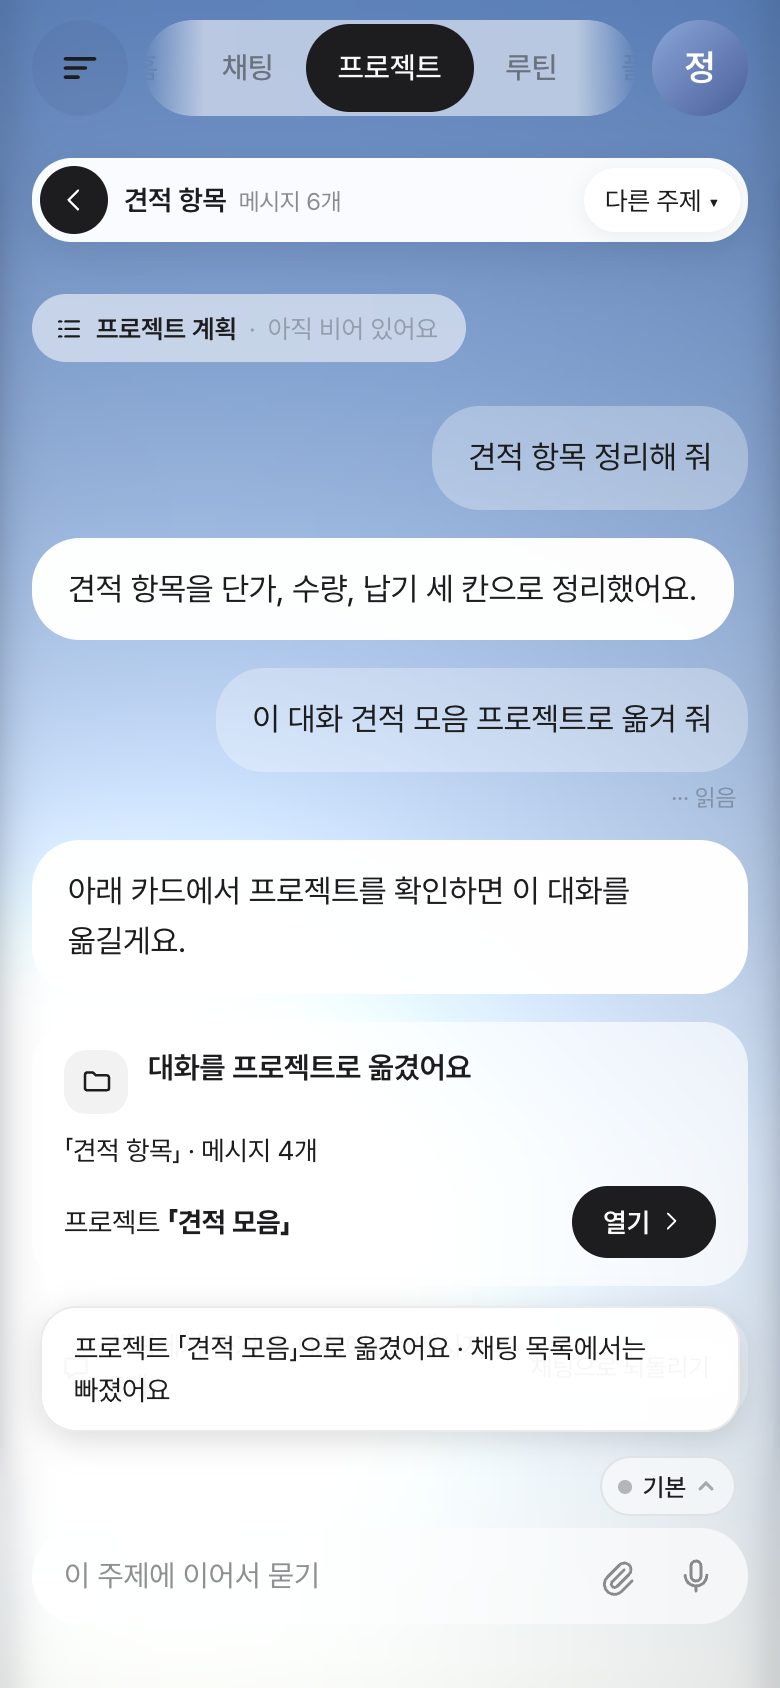 채팅
프로젝트
루틴
정
견적 항목 메시지 6개
다른 주제 ▾
프로젝트 계획 · 아직 비어 있어요
견적 항목 정리해 줘
견적 항목을 단가, 수량, 납기 세 칸으로 정리했어요.
이 대화 견적 모음 프로젝트로 옮겨 줘
··· 읽음
아래 카드에서 프로젝트를 확인하면 이 대화를
옮길게요.
대화를 프로젝트로 옮겼어요
「견적 항목」 · 메시지 4개
프로젝트 「견적 모음」
열기
프로젝트 「견적 모음」으로 옮겼어요 · 채팅 목록에서는
빠졌어요
채팅으로 되돌리기
기본
이 주제에 이어서 묻기